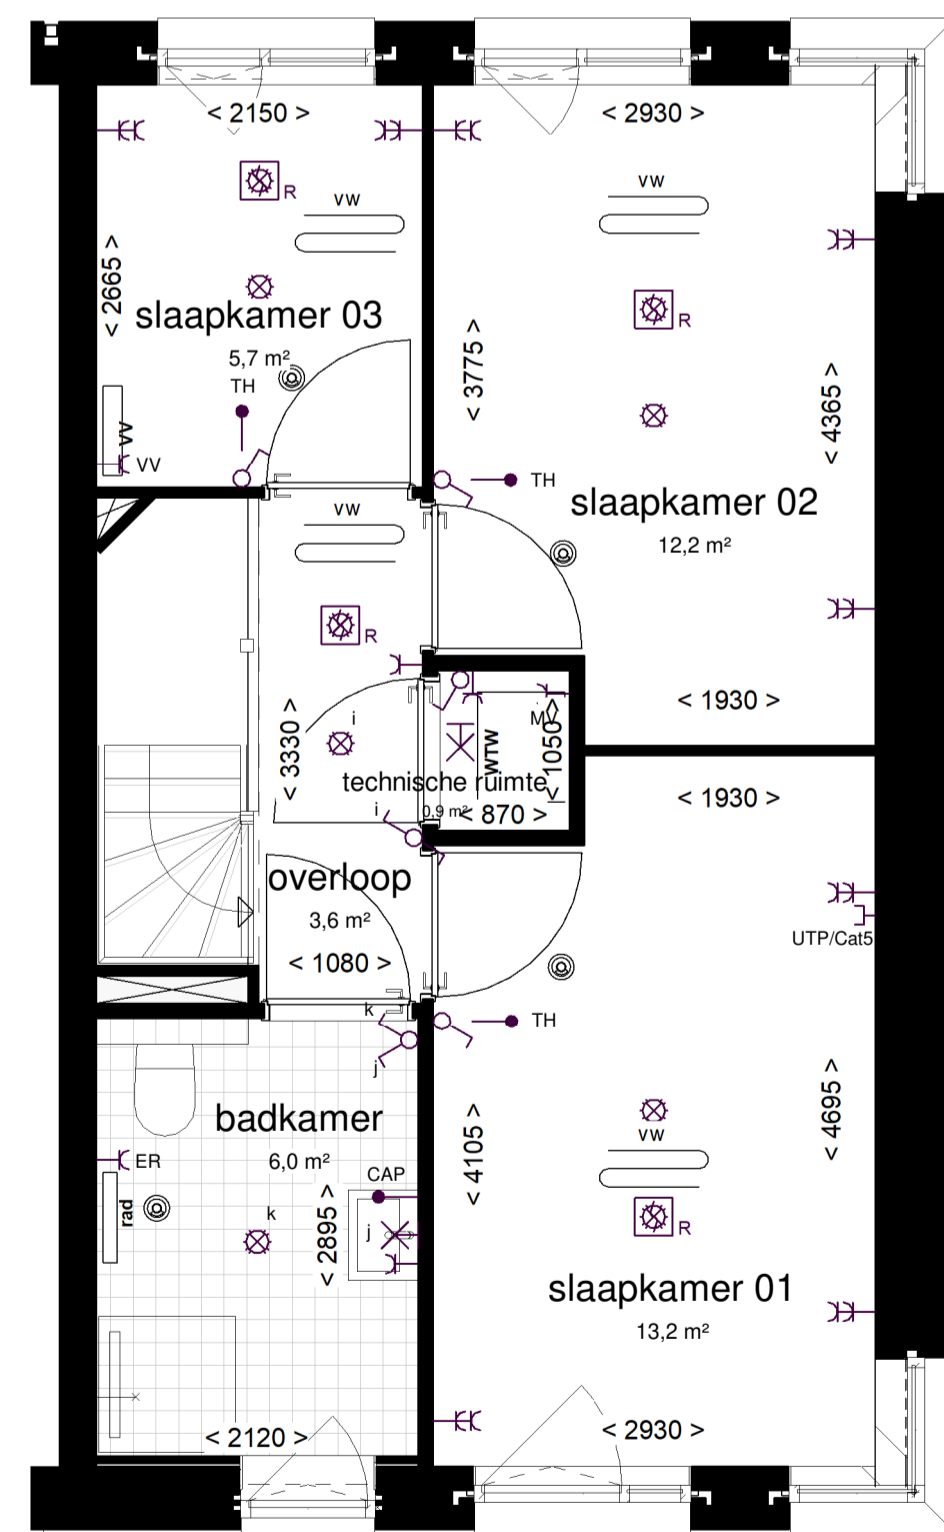 < 2150 >
< 2930 >
R
vw
vw
< 2665 >
R
slaapkamer 03
5,7 m²
TH
< 3775 >
< 4365 >
VV
VV
TH
slaapkamer 02
12,2 m²
vw
R
< 1930 >
i
< 3330 >
MV
WTW
< 1050 >
technische ruimte
0,9 m²
< 870 >
i
< 1930 >
overloop
3,6 m²
< 1080 >
UTP/Cat5
k
TH
j
badkamer
6,0 m²
ER
CAP
rad
k
j
< 2895 >
< 4105 >
< 4695 >
vw
R
slaapkamer 01
13,2 m²
< 2120 >
< 2930 >